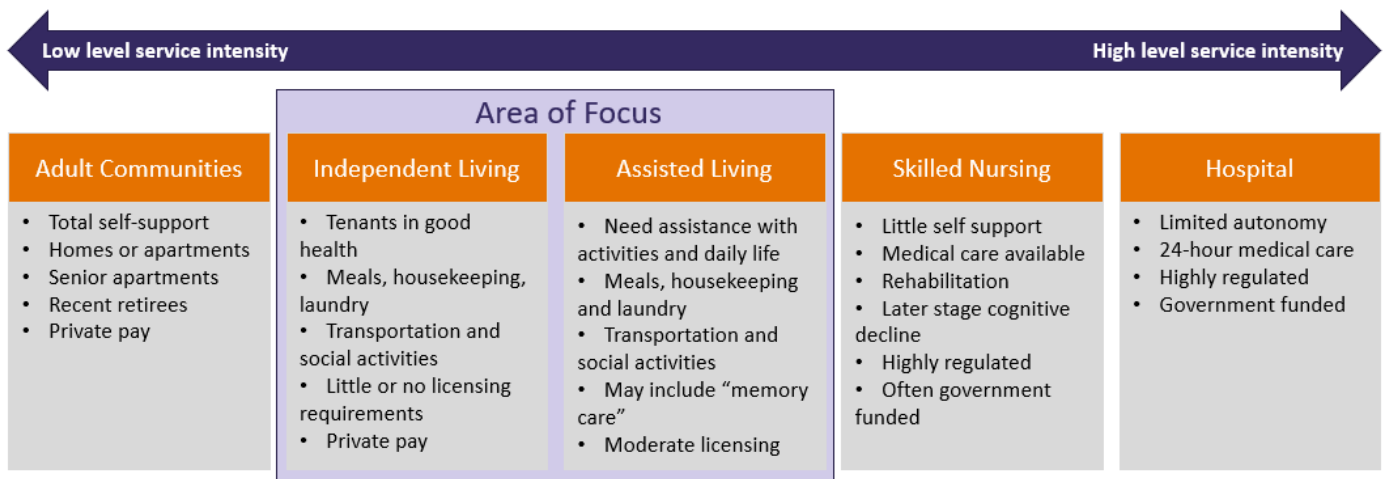 Low level service intensity
High level service intensity
Area of Focus
Adult Communities
• Total self-support
• Homes or apartments
• Senior apartments
• Recent retirees
• Private pay
Independent Living
• Tenants in good
health
• Meals, housekeeping,
laundry
• Transportation and
social activities
• Little or no licensing
requirements
• Private pay
Assisted Living
• Need assistance with
activities and daily life
• Meals, housekeeping
and laundry
• Transportation and
social activities
• May include “memory
care”
• Moderate licensing
Skilled Nursing
• Little self support
• Medical care available
• Rehabilitation
• Later stage cognitive
decline
• Highly regulated
• Often government
funded
Hospital
• Limited autonomy
• 24-hour medical care
• Highly regulated
• Government funded